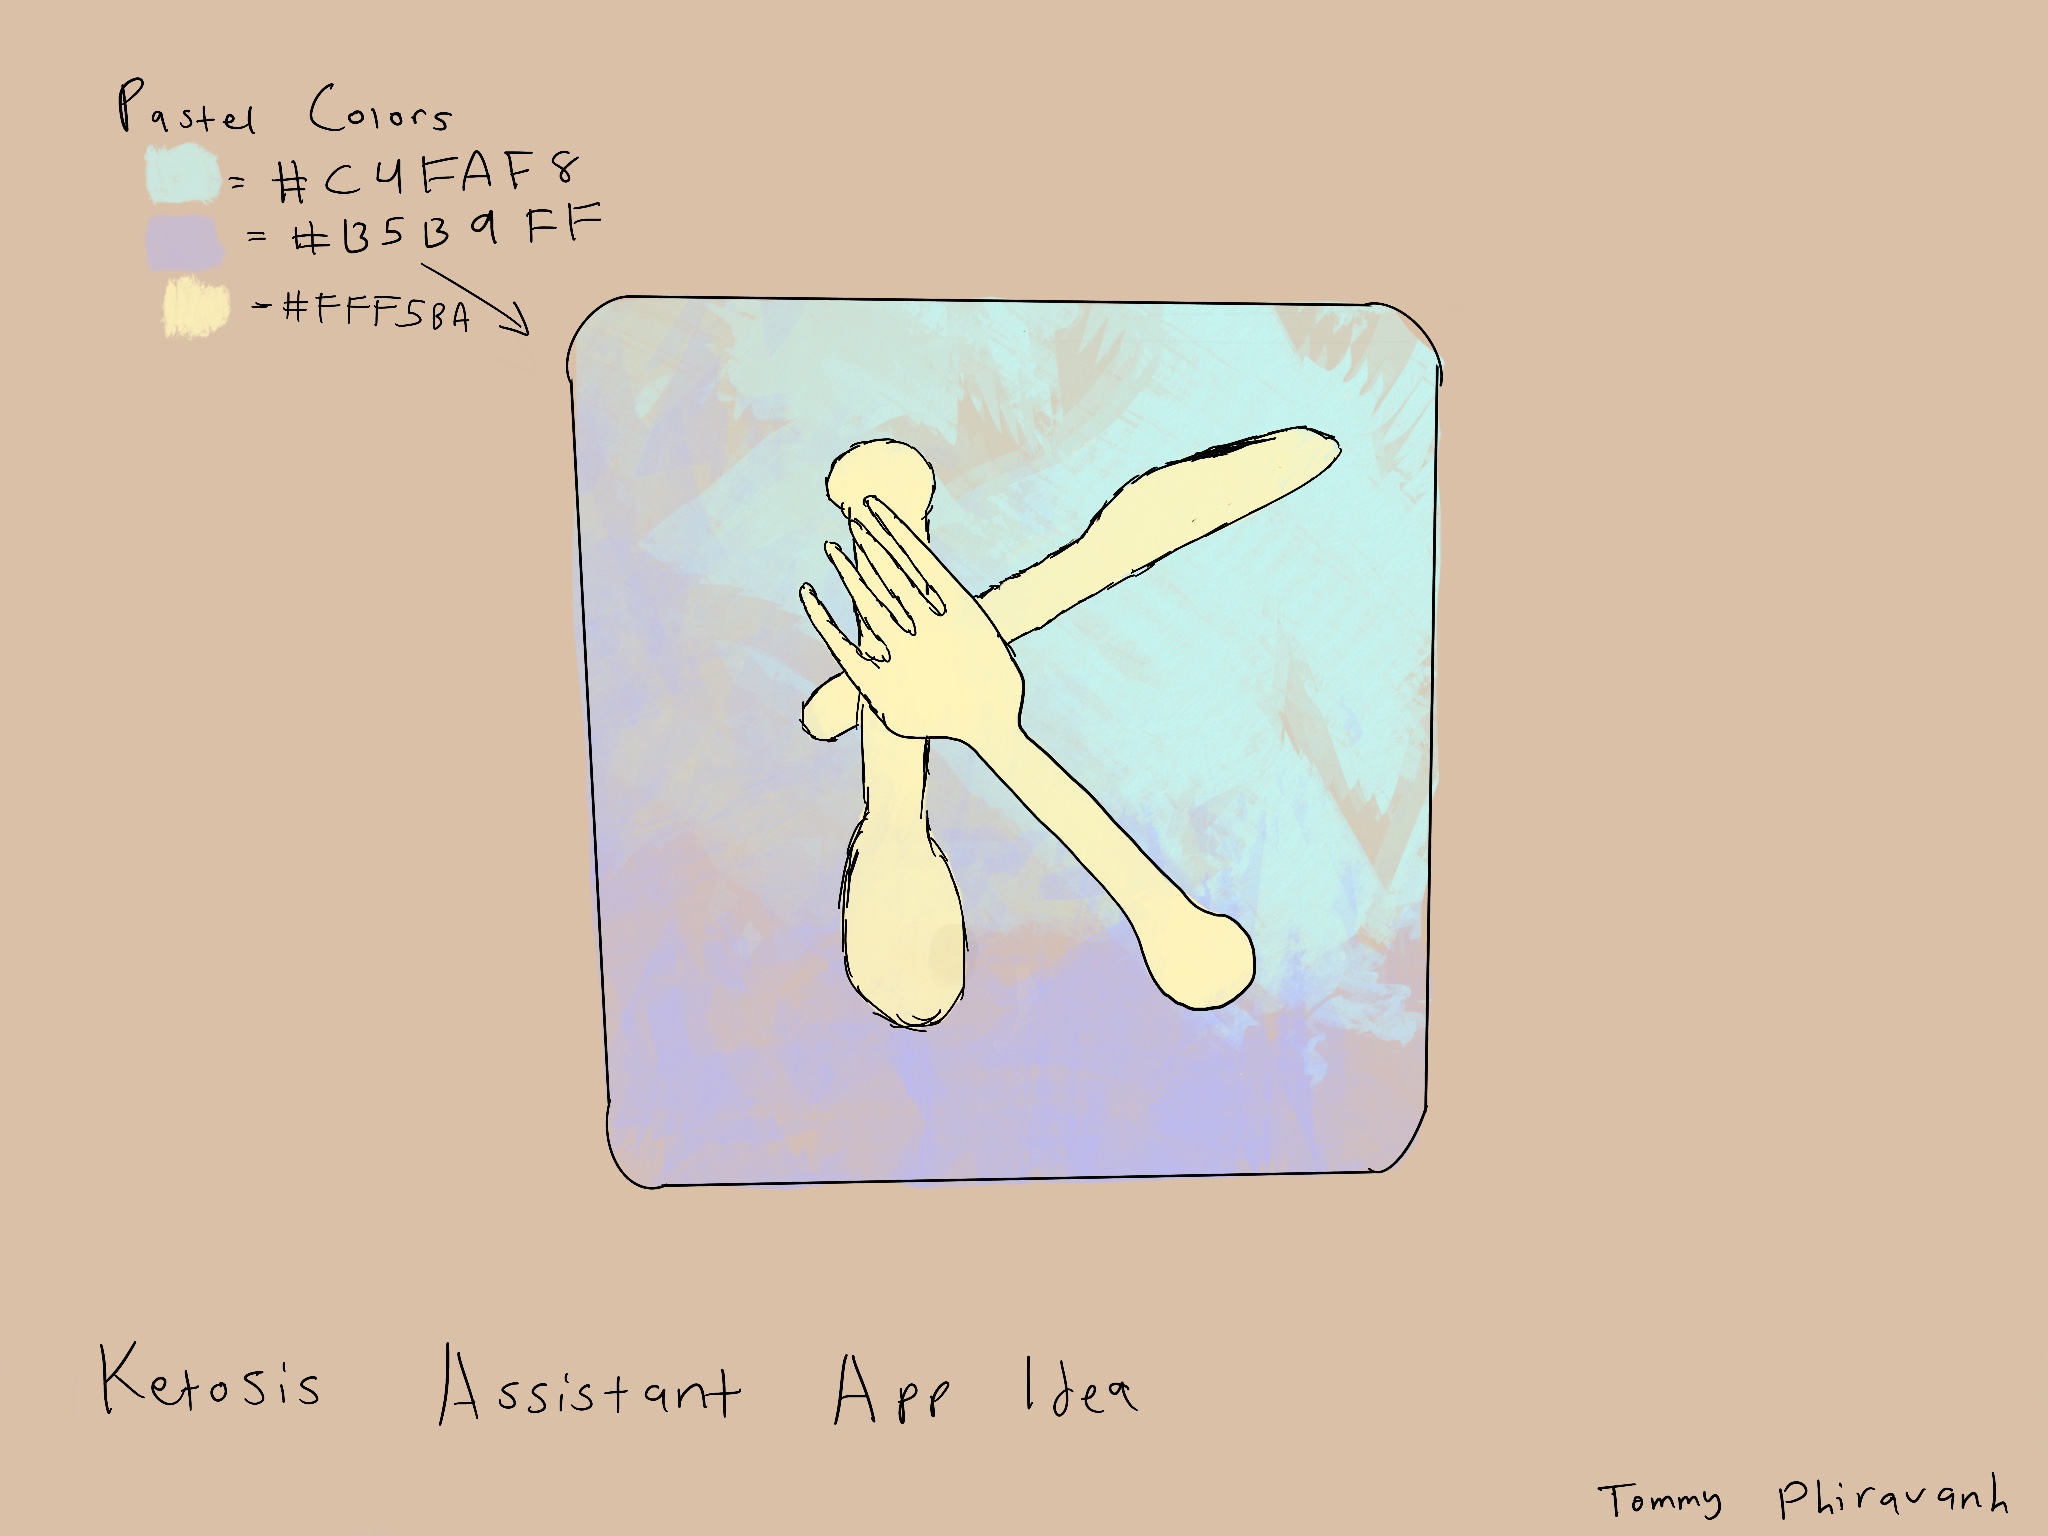 Pastel Colors
= #C4FAF8
= #B5B9FF
- #FFF5BA
Ketosis Assistant App Idea
Tommy Phiravanh